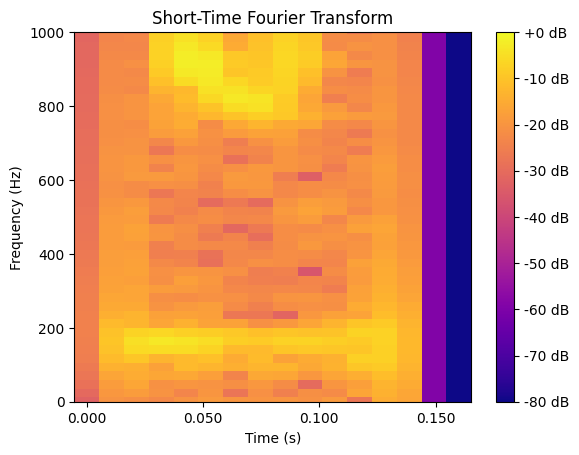 Short-Time Fourier Transform
1000
800
600
400
200
0
Frequency (Hz)
0.000
0.050
0.100
0.150
Time (s)
+0 dB
-10 dB
-20 dB
-30 dB
-40 dB
-50 dB
-60 dB
-70 dB
-80 dB